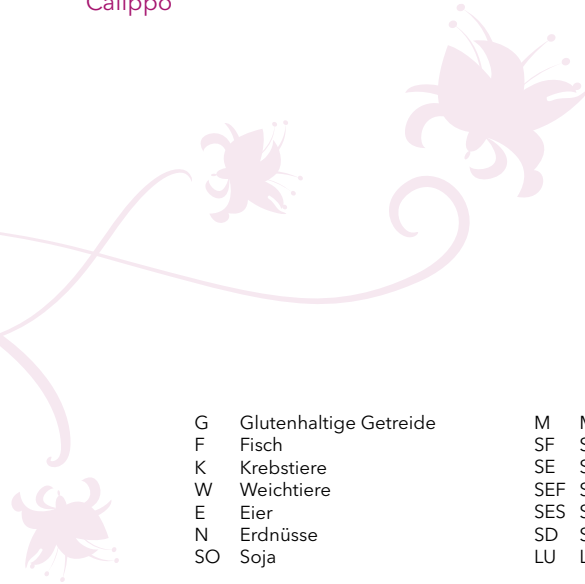 Calippo
G Glutenhaltige Getreide
F Fisch
K Krebstiere
W Weichtiere
E Eier
N Erdnüsse
SO Soja
M
SF
SE
SEF
SES
SD
LU